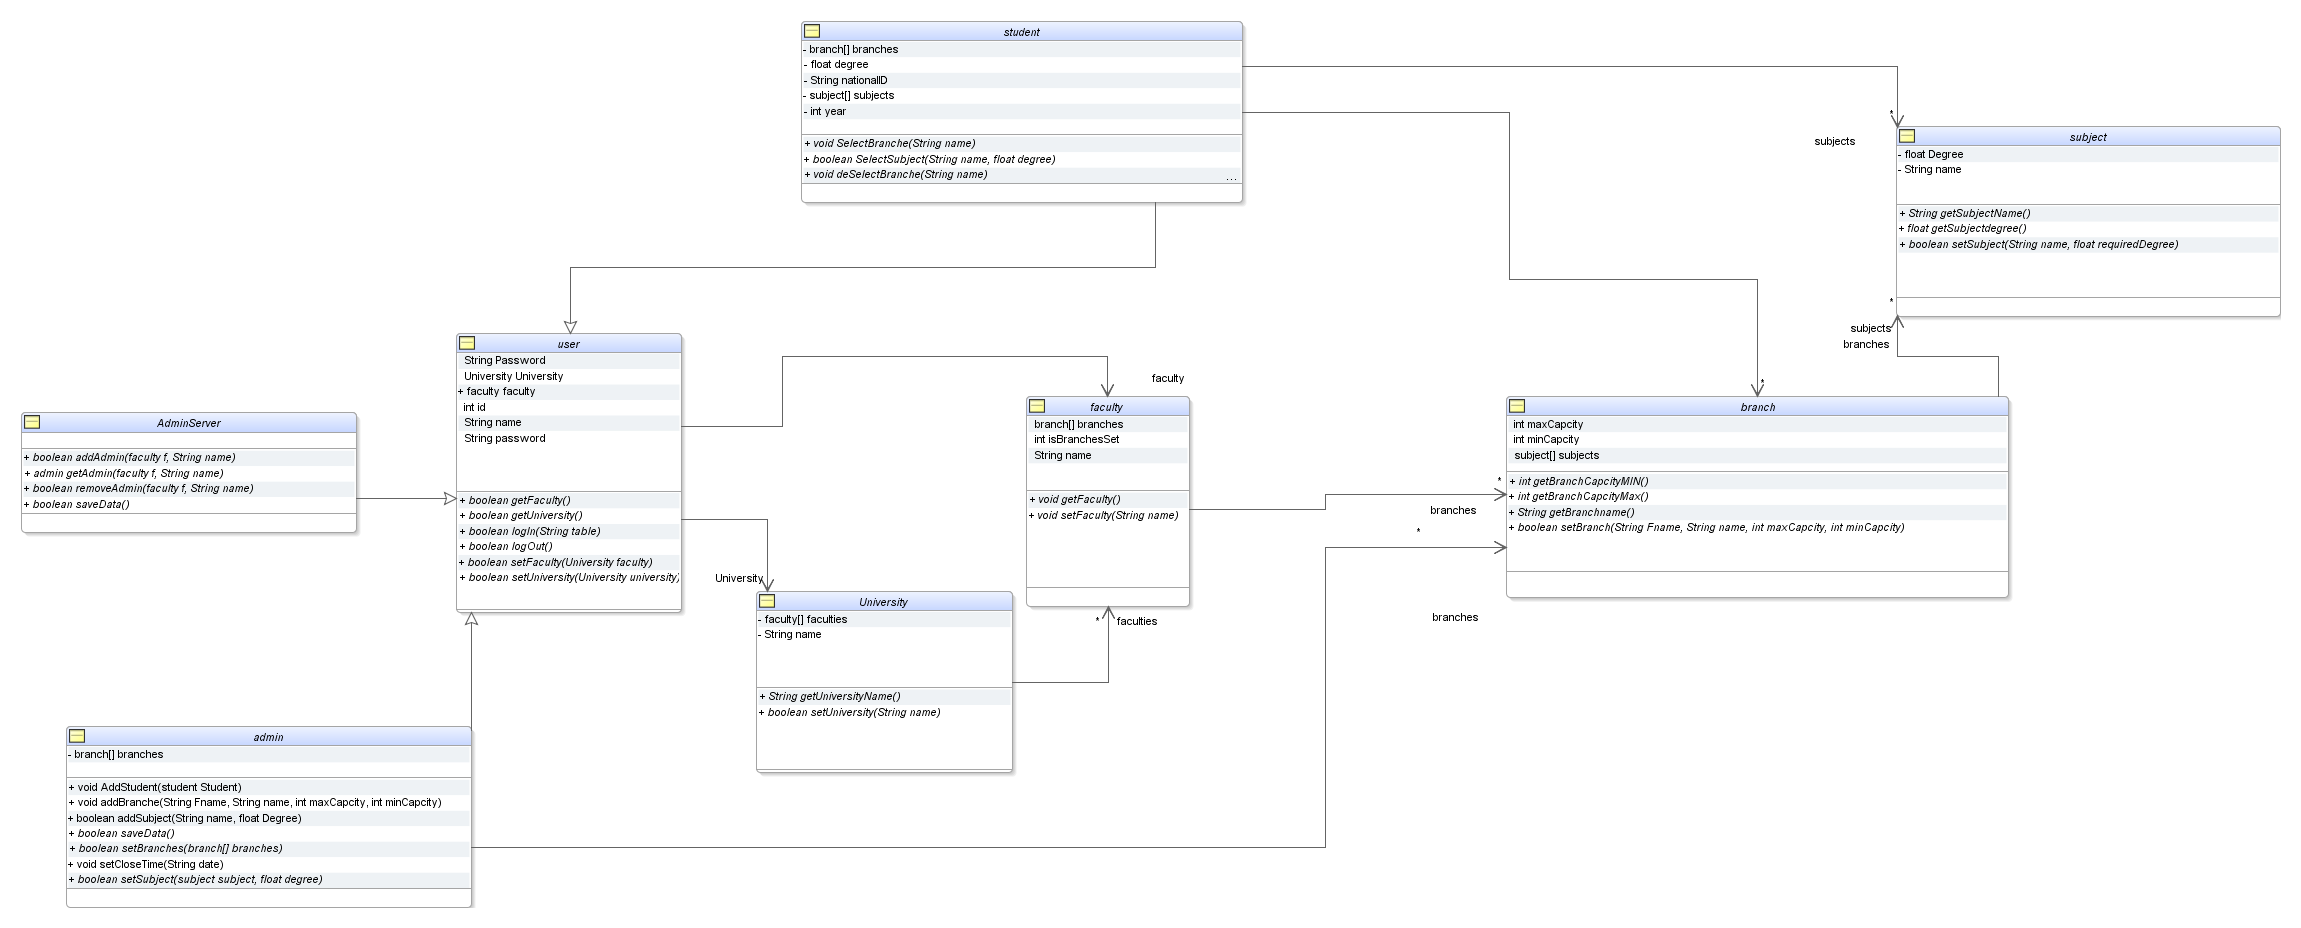 student
- branch[] branches
- float degree
- String nationalID
- subject[] subjects
- int year
+ void SelectBranche(String name)
+ boolean SelectSubject(String name, float degree)
+ void deSelectBranche(String name)
...
*
subjects
subject
- float Degree
- String name
+ String getSubjectName()
+ float getSubjectdegree()
+ boolean setSubject(String name, float requiredDegree)
*
subjects
branches
user
String Password
University University
+ faculty faculty
int id
String name
String password
+ boolean getFaculty()
+ boolean getUniversity()
+ boolean logIn(String table)
+ boolean logOut()
+ boolean setFaculty(University faculty)
+ boolean setUniversity(University university)
faculty
faculty
branch[] branches
int isBranchesSet
String name
+ void getFaculty()
+ void setFaculty(String name)
*
branch
int maxCapcity
int minCapcity
subject[] subjects
+ int getBranchCapcityMIN()
+ int getBranchCapcityMax()
+ String getBranchname()
+ boolean setBranch(String Fname, String name, int maxCapcity, int minCapcity)
*
branches
*
branches
AdminServer
+ boolean addAdmin(faculty f, String name)
+ admin getAdmin(faculty f, String name)
+ boolean removeAdmin(faculty f, String name)
+ boolean saveData()
University
University
- faculty[] faculties
- String name
+ String getUniversityName()
+ boolean setUniversity(String name)
* faculties
admin
- branch[] branches
+ void AddStudent(student Student)
+ void addBranche(String Fname, String name, int maxCapcity, int minCapcity)
+ boolean addSubject(String name, float Degree)
+ boolean saveData()
+ boolean setBranches(branch[] branches)
+ void setCloseTime(String date)
+ boolean setSubject(subject subject, float degree)